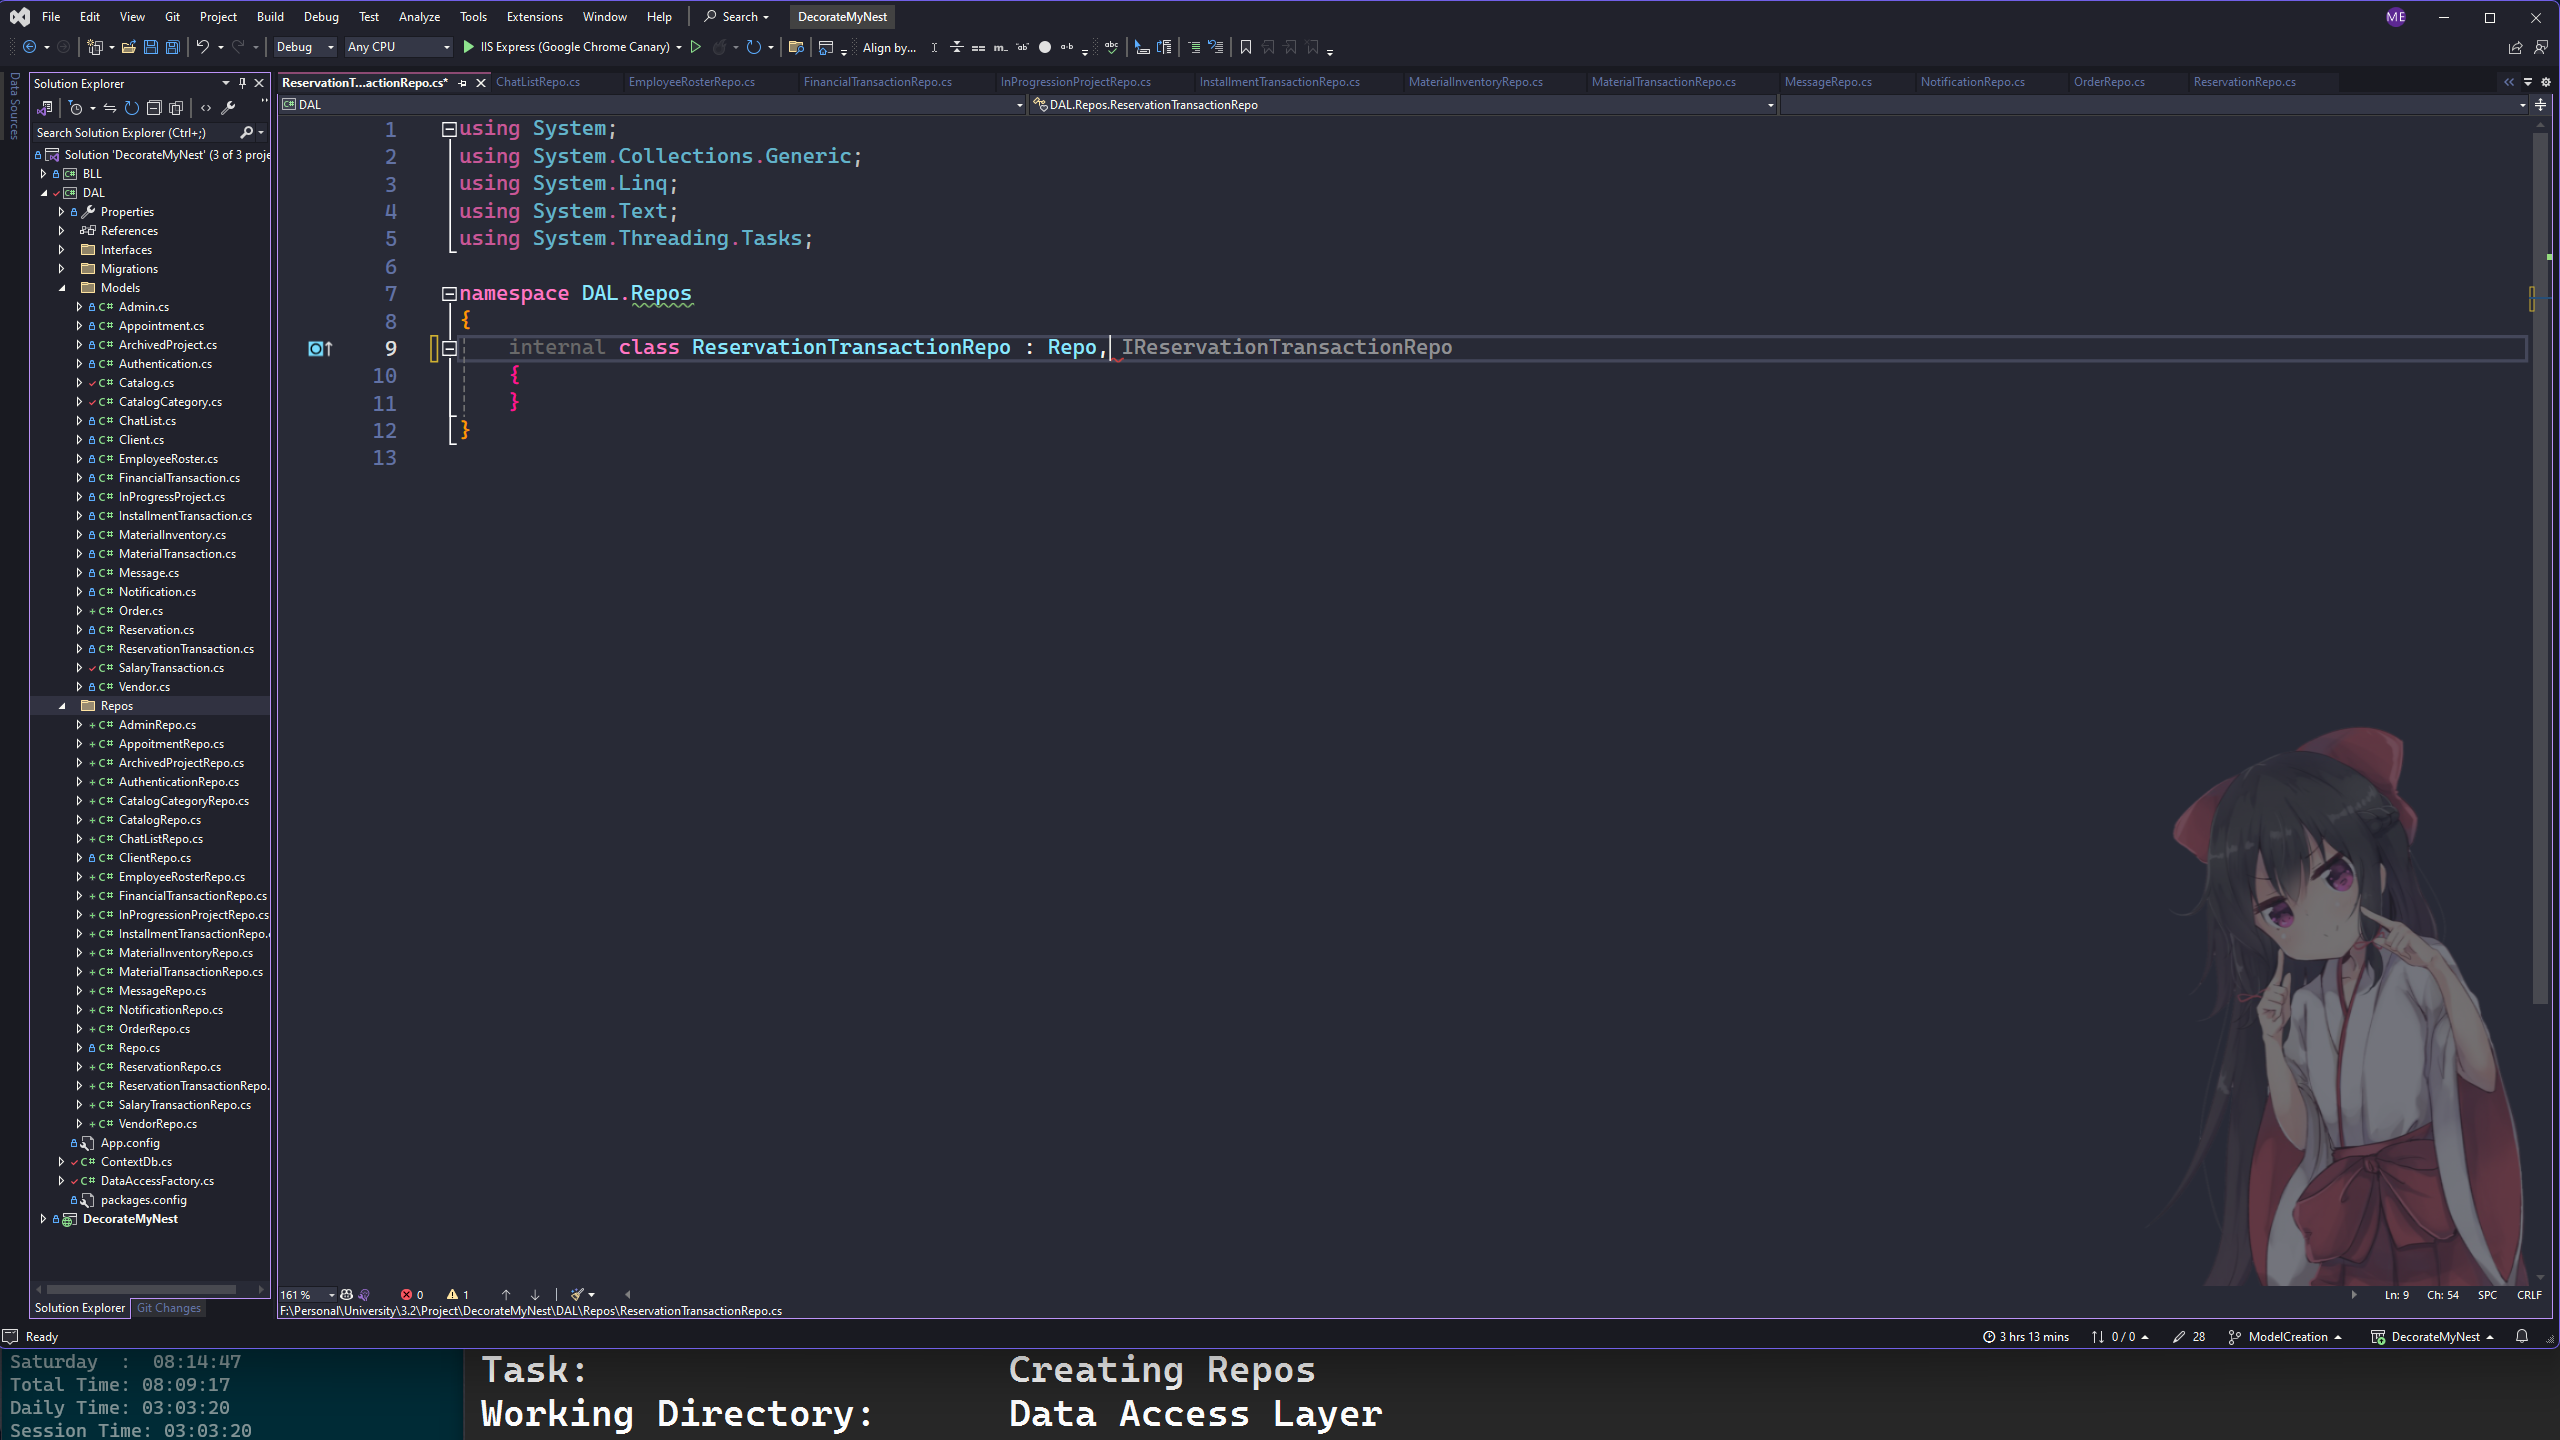 File Edit View Git Project Build Debug Test Analyze Tools Extensions Window Help Search DecorateMyNest ME
Debug Any CPU IIS Express (Google Chrome Canary) Align by...
Data Sources
Solution Explorer
Search Solution Explorer (Ctrl+;)
Solution 'DecorateMyNest' (3 of 3 proje
BLL
DAL
Properties
References
Interfaces
Migrations
Models
Admin.cs
Appointment.cs
ArchivedProject.cs
Authentication.cs
Catalog.cs
CatalogCategory.cs
ChatList.cs
Client.cs
EmployeeRoster.cs
FinancialTransaction.cs
InProgressProject.cs
InstallmentTransaction.cs
MaterialInventory.cs
MaterialTransaction.cs
Message.cs
Notification.cs
Order.cs
Reservation.cs
ReservationTransaction.cs
SalaryTransaction.cs
Vendor.cs
Repos
AdminRepo.cs
AppoitmentRepo.cs
ArchivedProjectRepo.cs
AuthenticationRepo.cs
CatalogCategoryRepo.cs
CatalogRepo.cs
ChatListRepo.cs
ClientRepo.cs
EmployeeRosterRepo.cs
FinancialTransactionRepo.cs
InProgressionProjectRepo.cs
InstallmentTransactionRepo.
MaterialInventoryRepo.cs
MaterialTransactionRepo.cs
MessageRepo.cs
NotificationRepo.cs
OrderRepo.cs
Repo.cs
ReservationRepo.cs
ReservationTransactionRepo.
SalaryTransactionRepo.cs
VendorRepo.cs
App.config
ContextDb.cs
DataAccessFactory.cs
packages.config
DecorateMyNest
Solution Explorer Git Changes
ReservationT...actionRepo.cs* ChatListRepo.cs EmployeeRosterRepo.cs FinancialTransactionRepo.cs InProgressionProjectRepo.cs InstallmentTransactionRepo.cs MaterialInventoryRepo.cs MaterialTransactionRepo.cs MessageRepo.cs NotificationRepo.cs OrderRepo.cs ReservationRepo.cs
DAL DAL.Repos.ReservationTransactionRepo
1 using System;
2 using System.Collections.Generic;
3 using System.Linq;
4 using System.Text;
5 using System.Threading.Tasks;
6
7 namespace DAL.Repos
8 {
9 internal class ReservationTransactionRepo : Repo, IReservationTransactionRepo
10 {
11 }
12 }
13
161 % 0 1 Ln: 9 Ch: 54 SPC CRLF
F:\Personal\University\3.2\Project\DecorateMyNest\DAL\Repos\ReservationTransactionRepo.cs
Ready 3 hrs 13 mins 0 / 0 28 ModelCreation DecorateMyNest
Saturday : 08:14:47
Total Time: 08:09:17
Daily Time: 03:03:20
Session Time: 03:03:20
Task: Creating Repos
Working Directory: Data Access Layer